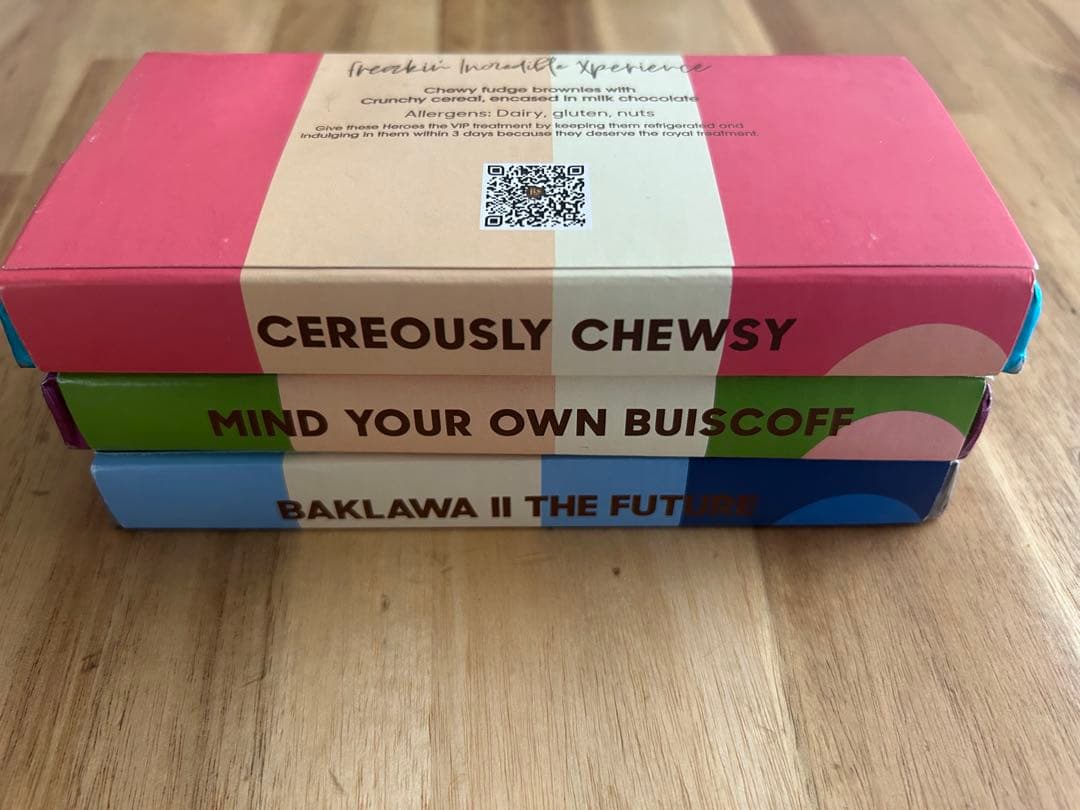 Freakin' Incredible Xperience
Chewy fudge brownies with
Crunchy cereal, encased in milk chocolate
Allergens: Dairy, gluten, nuts
Give these Heroes the VIP treatment by keeping them refrigerated and
indulging in them within 3 days because they deserve the royal treatment.
CEREOUSLY CHEWSY
MIND YOUR OWN BUISCOFF
BAKLAWA II THE FUTURE